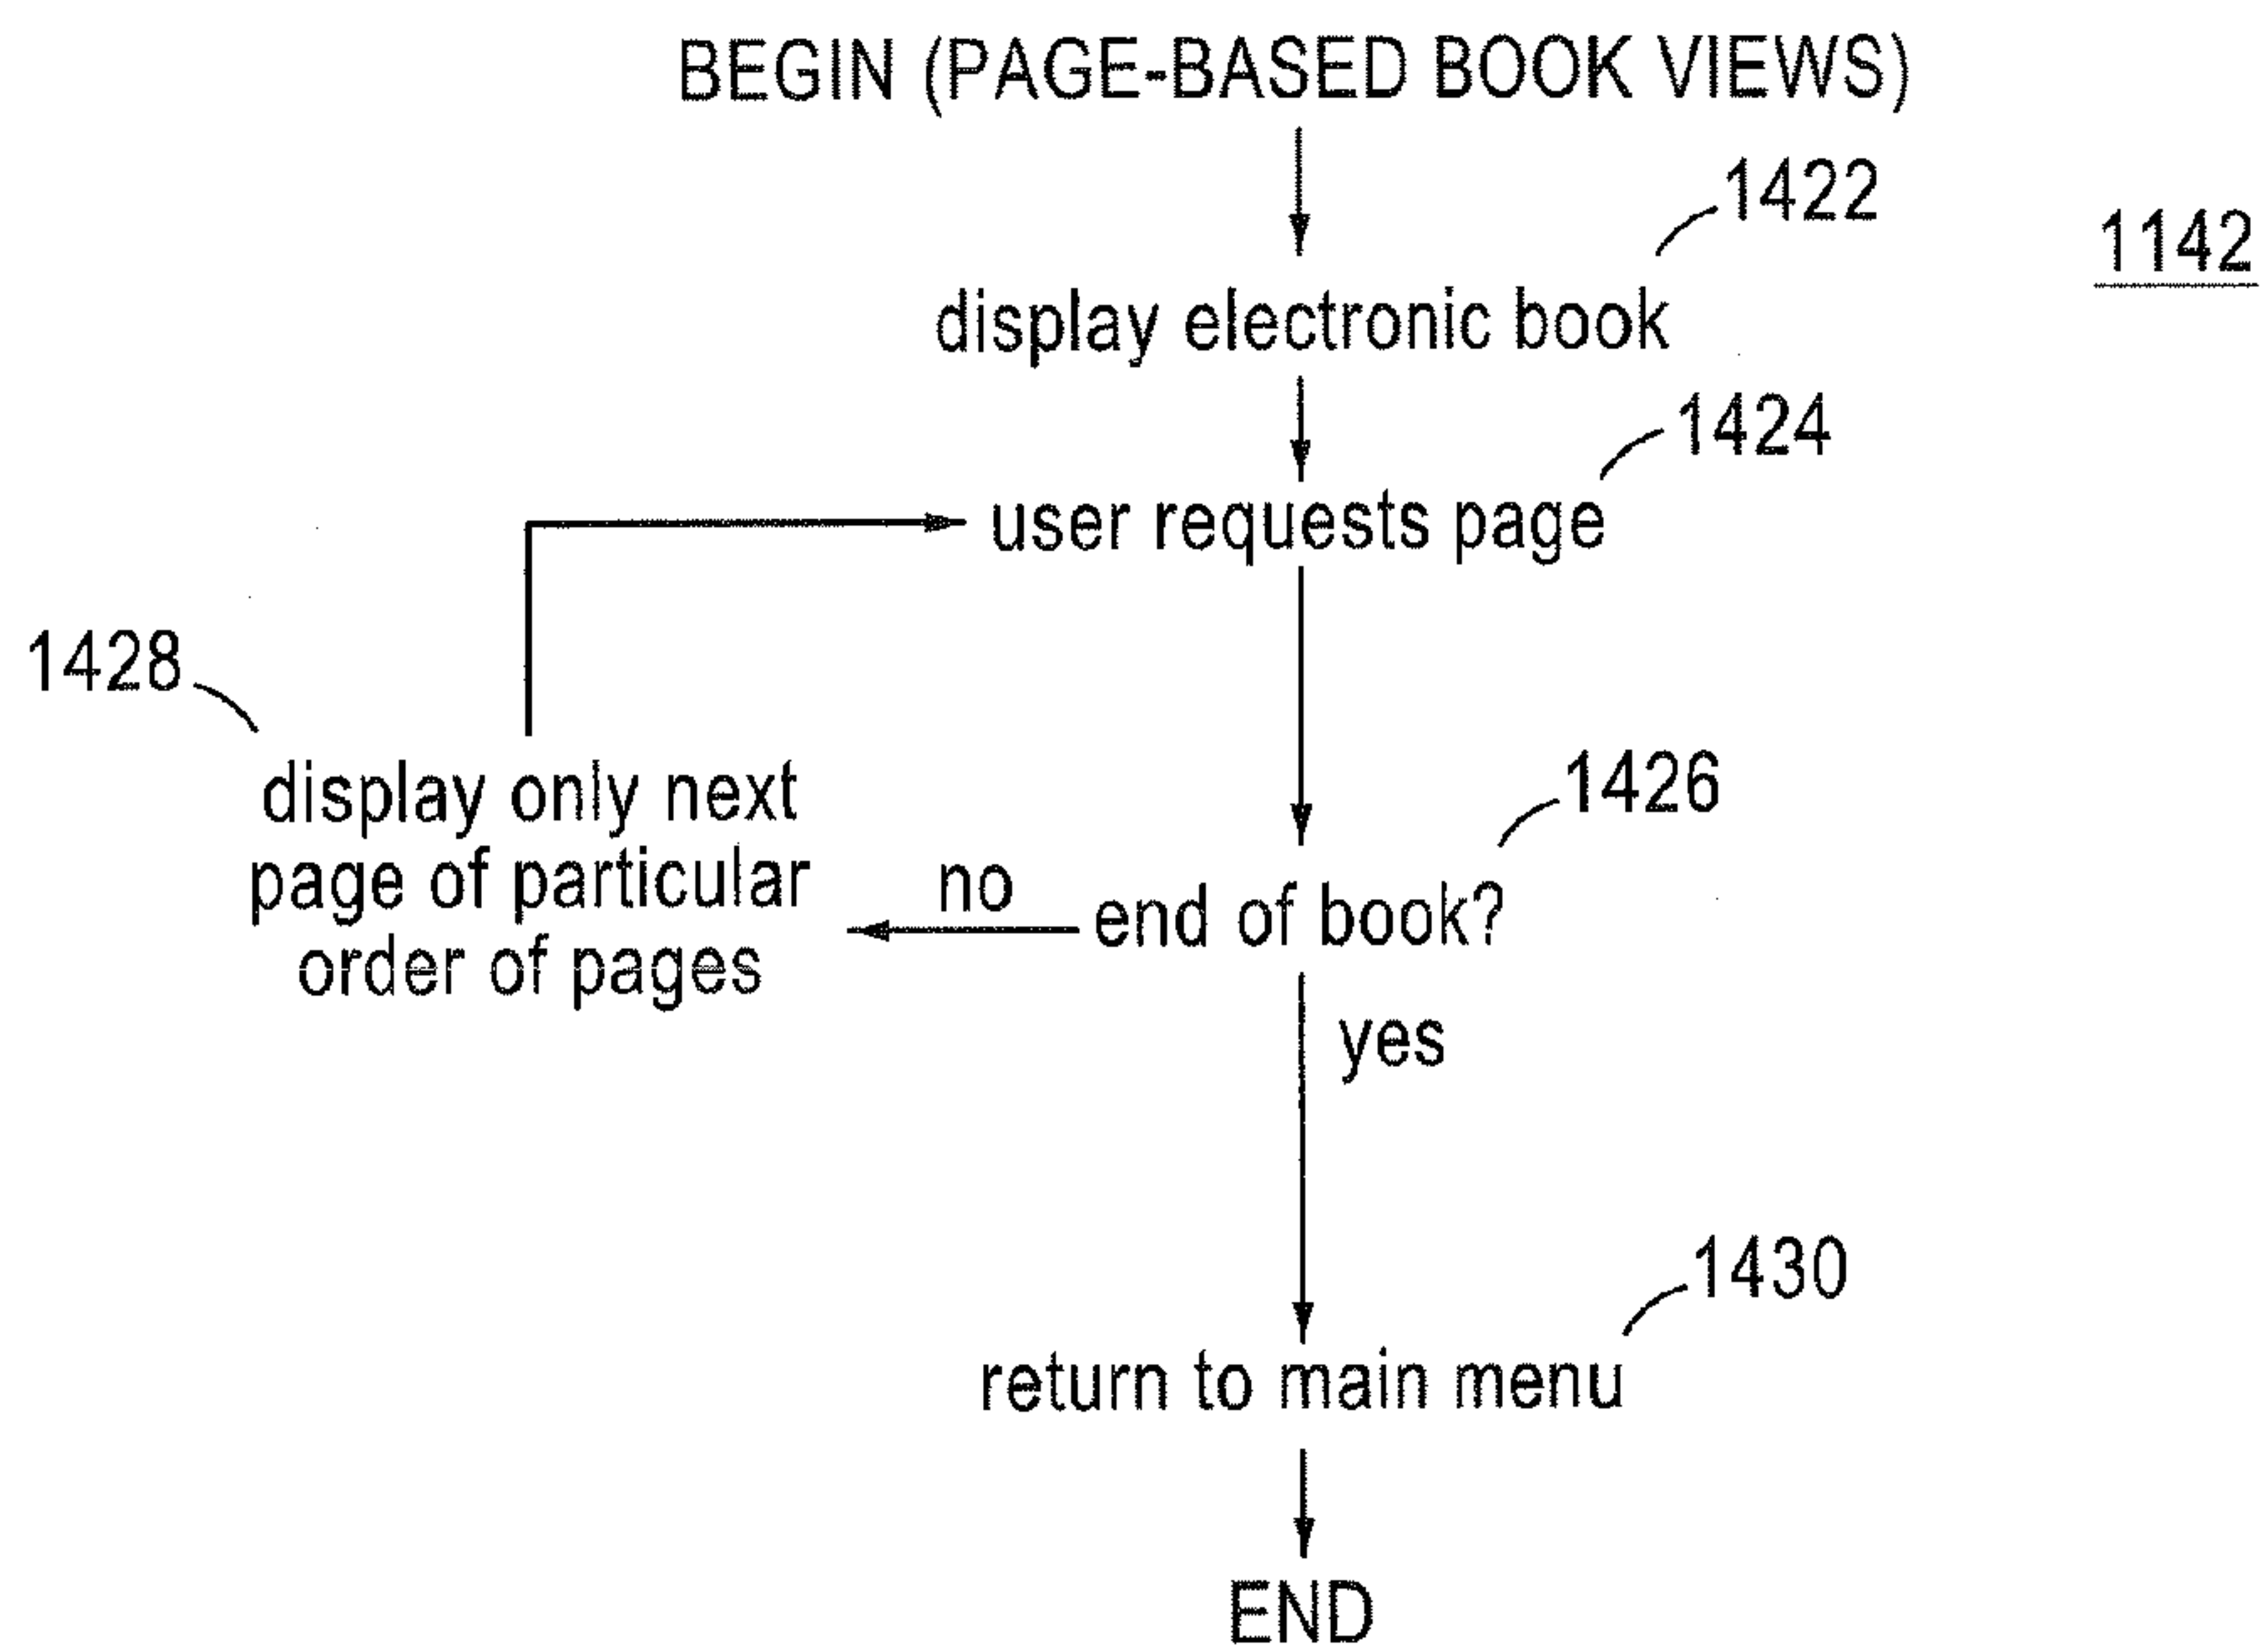 BEGIN (PAGE-BASED BOOK VIEWS)
1422
1142
display electronic book
1424
user requests page
1428
display only next
page of particular
order of pages
1426
no
end of book?
yes
1430
return to main menu
END